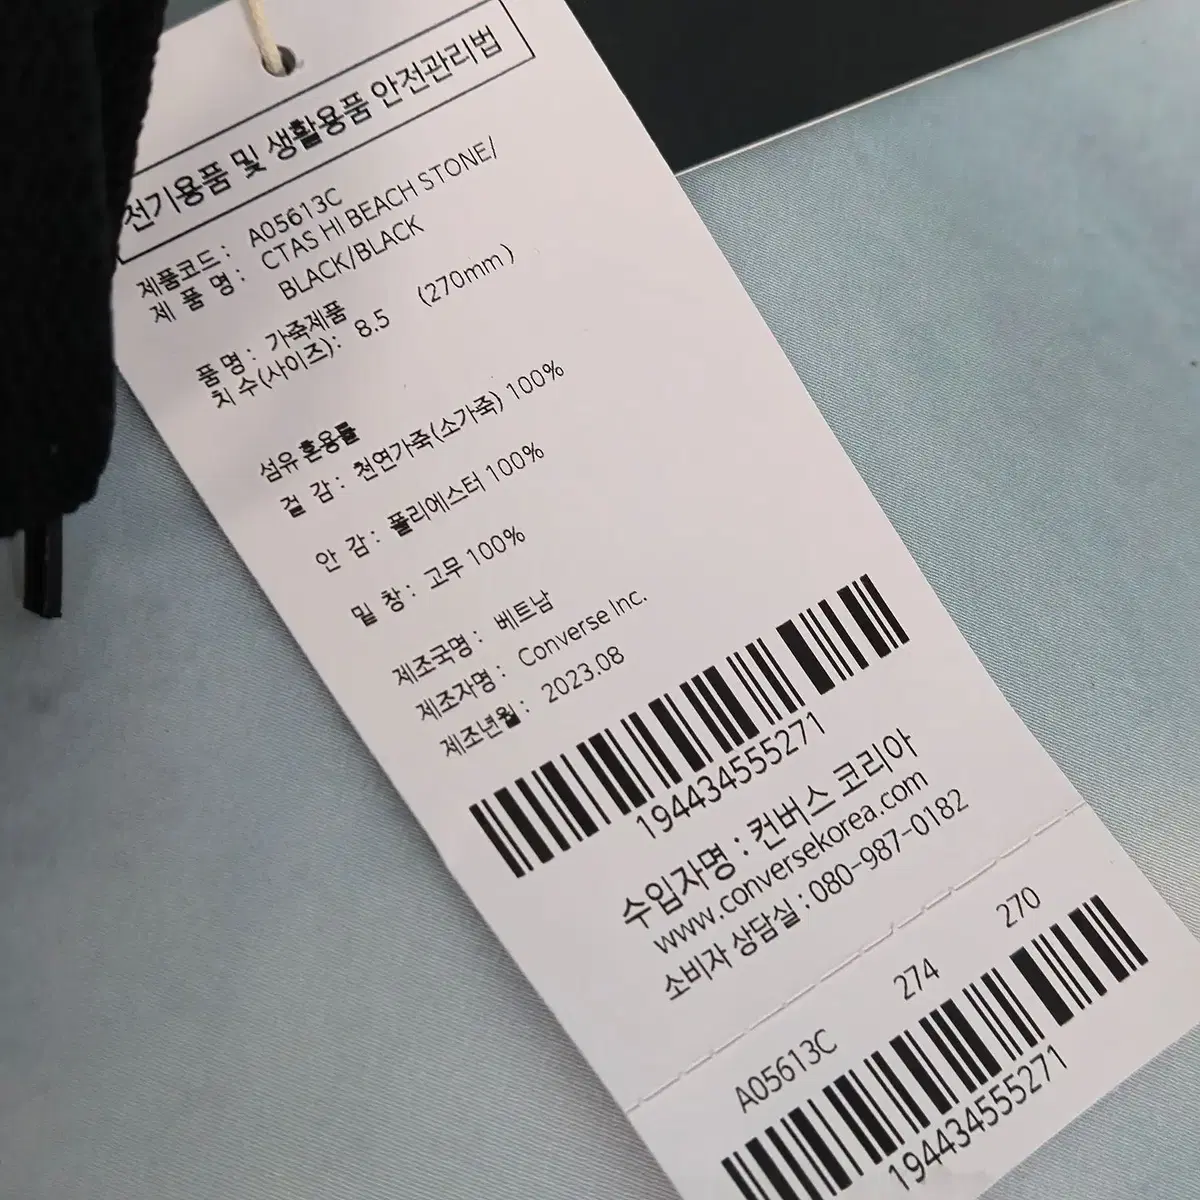 전기용품 및 생활용품 안전관리법
제품코드 : A05613C
제 품 명 : CTAS HI BEACH STONE/
BLACK/BLACK
품 명 : 가죽제품
치 수(사이즈) : 8.5 (270mm )
섬유 혼용률
겉 감 : 천연가죽(소가죽) 100%
안 감 : 폴리에스터 100%
밑 창 : 고무 100%
제조국명 : 베트남
제조자명 : Converse Inc.
제조년월 : 2023.08
194434555271
수입자명 : 컨버스 코리아
www.conversekorea.com
소비자 상담실 : 080-987-0182
A05613C 274 270
194434555271